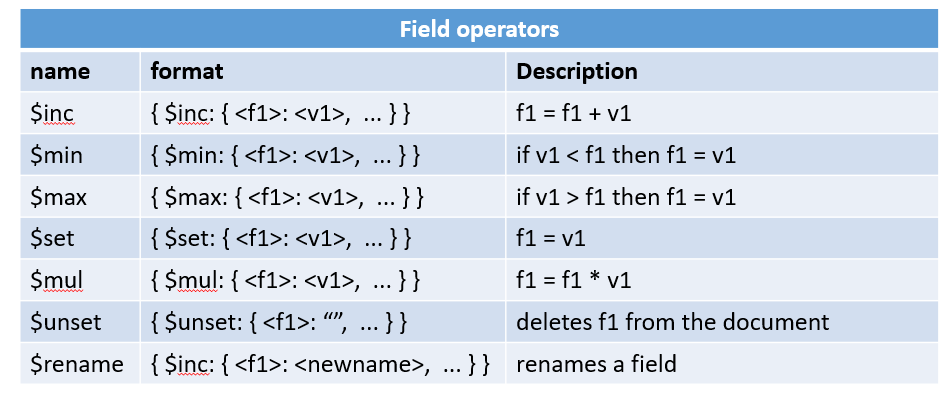 Field operators
name format Description
$inc { $inc: { <f1>: <v1>, ... } } f1 = f1 + v1
$min { $min: { <f1>: <v1>, ... } } if v1 < f1 then f1 = v1
$max { $max: { <f1>: <v1>, ... } } if v1 > f1 then f1 = v1
$set { $set: { <f1>: <v1>, ... } } f1 = v1
$mul { $mul: { <f1>: <v1>, ... } } f1 = f1 * v1
$unset { $unset: { <f1>: “”, ... } } deletes f1 from the document
$rename { $inc: { <f1>: <newname>, ... } } renames a field